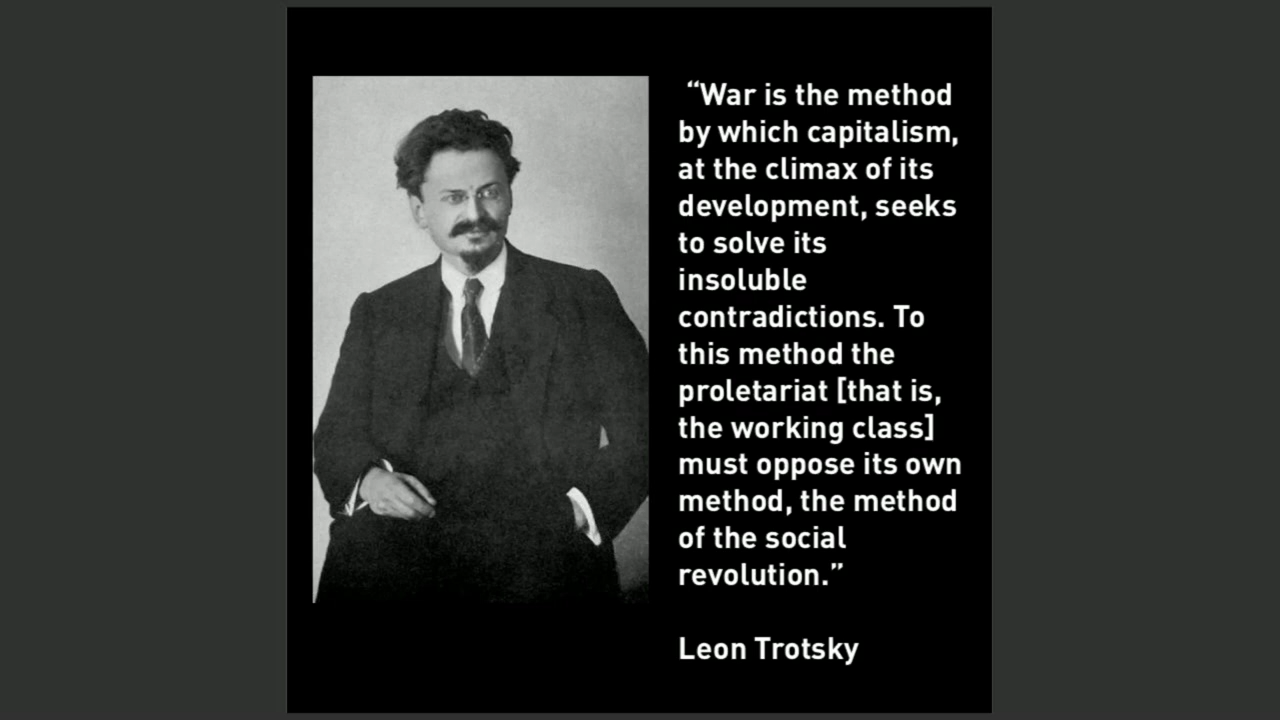 “War is the method
by which capitalism,
at the climax of its
development, seeks
to solve its
insoluble
contradictions. To
this method the
proletariat [that is,
the working class]
must oppose its own
method, the method
of the social
revolution.”
Leon Trotsky